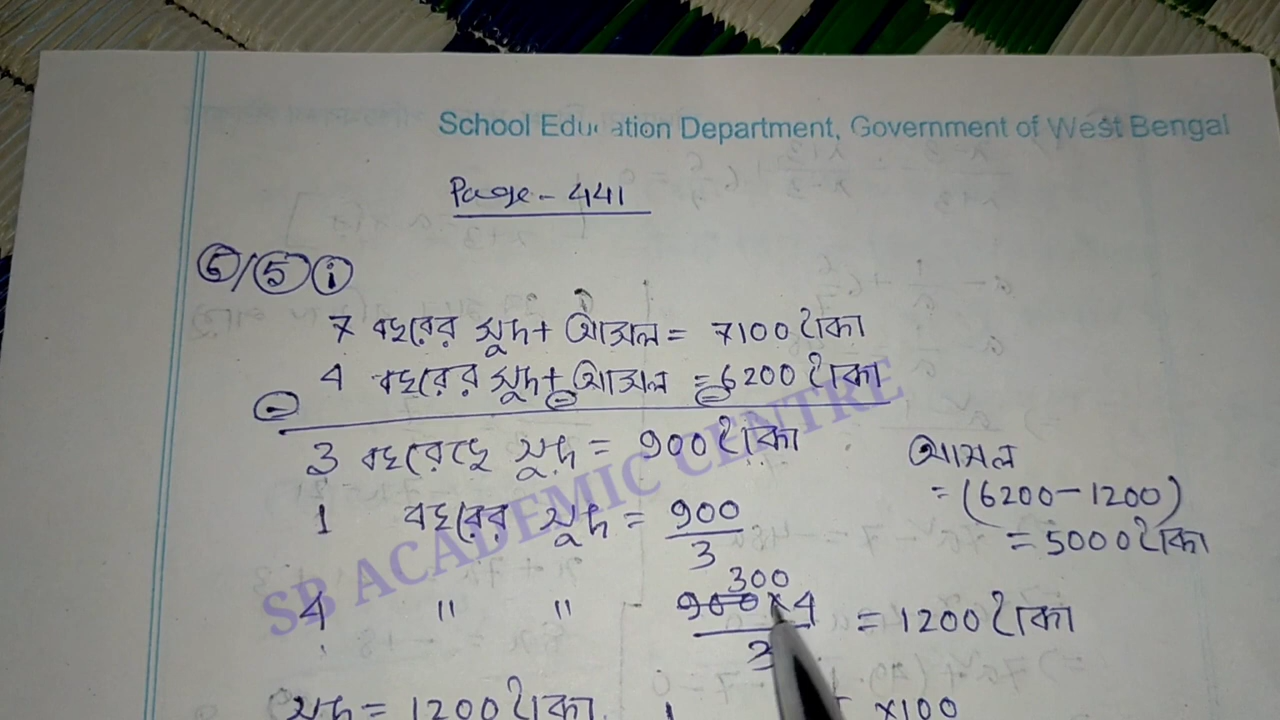 School Education Department, Government of West Bengal
Page - 441
6/5 i
7 বছরের সুদ + আসল = 7100 টাকা
4 বছরের সুদ + আসল = 6200 টাকা
3 বছরের সুদ = 900 টাকা
1 বছরের সুদ = 900/3
4 " " - 900×4/3 = 1200 টাকা
300
আসল
= (6200 - 1200)
= 5000 টাকা
সুদ = 1200 টাকা
×100
SB ACADEMIC CENTRE